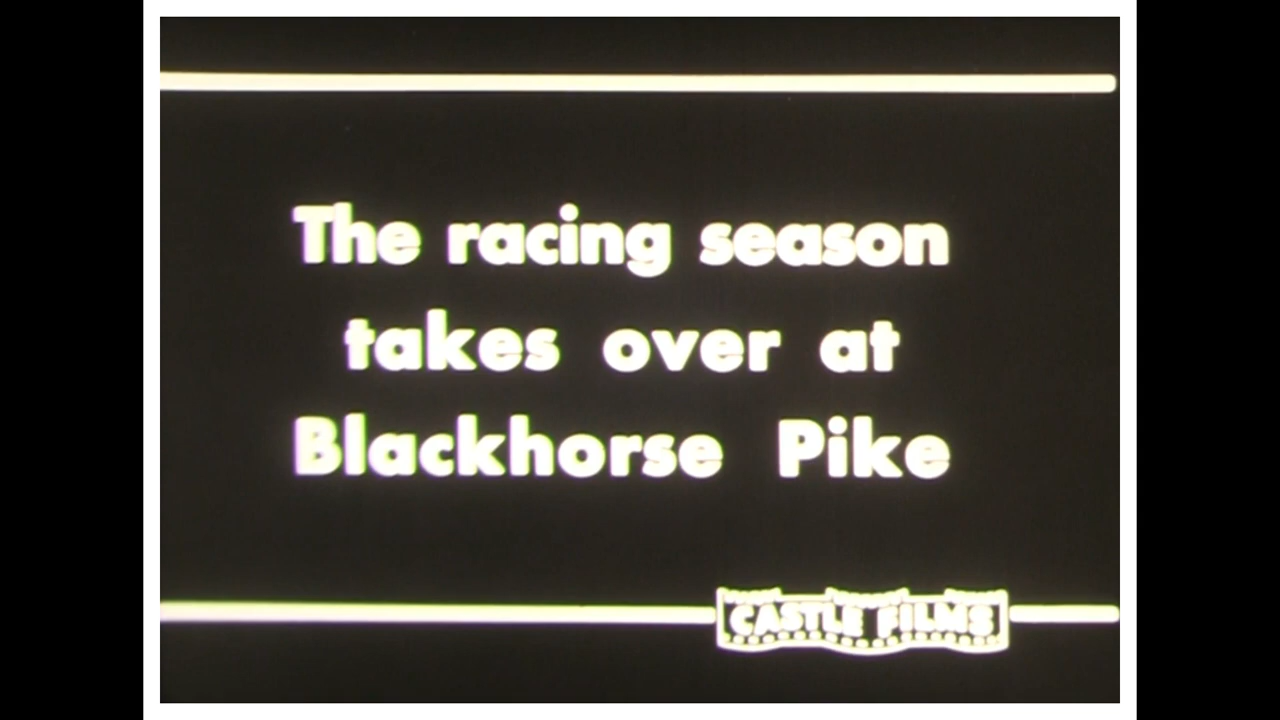 The racing season
takes over at
Blackhorse Pike
CASTLE FILMS